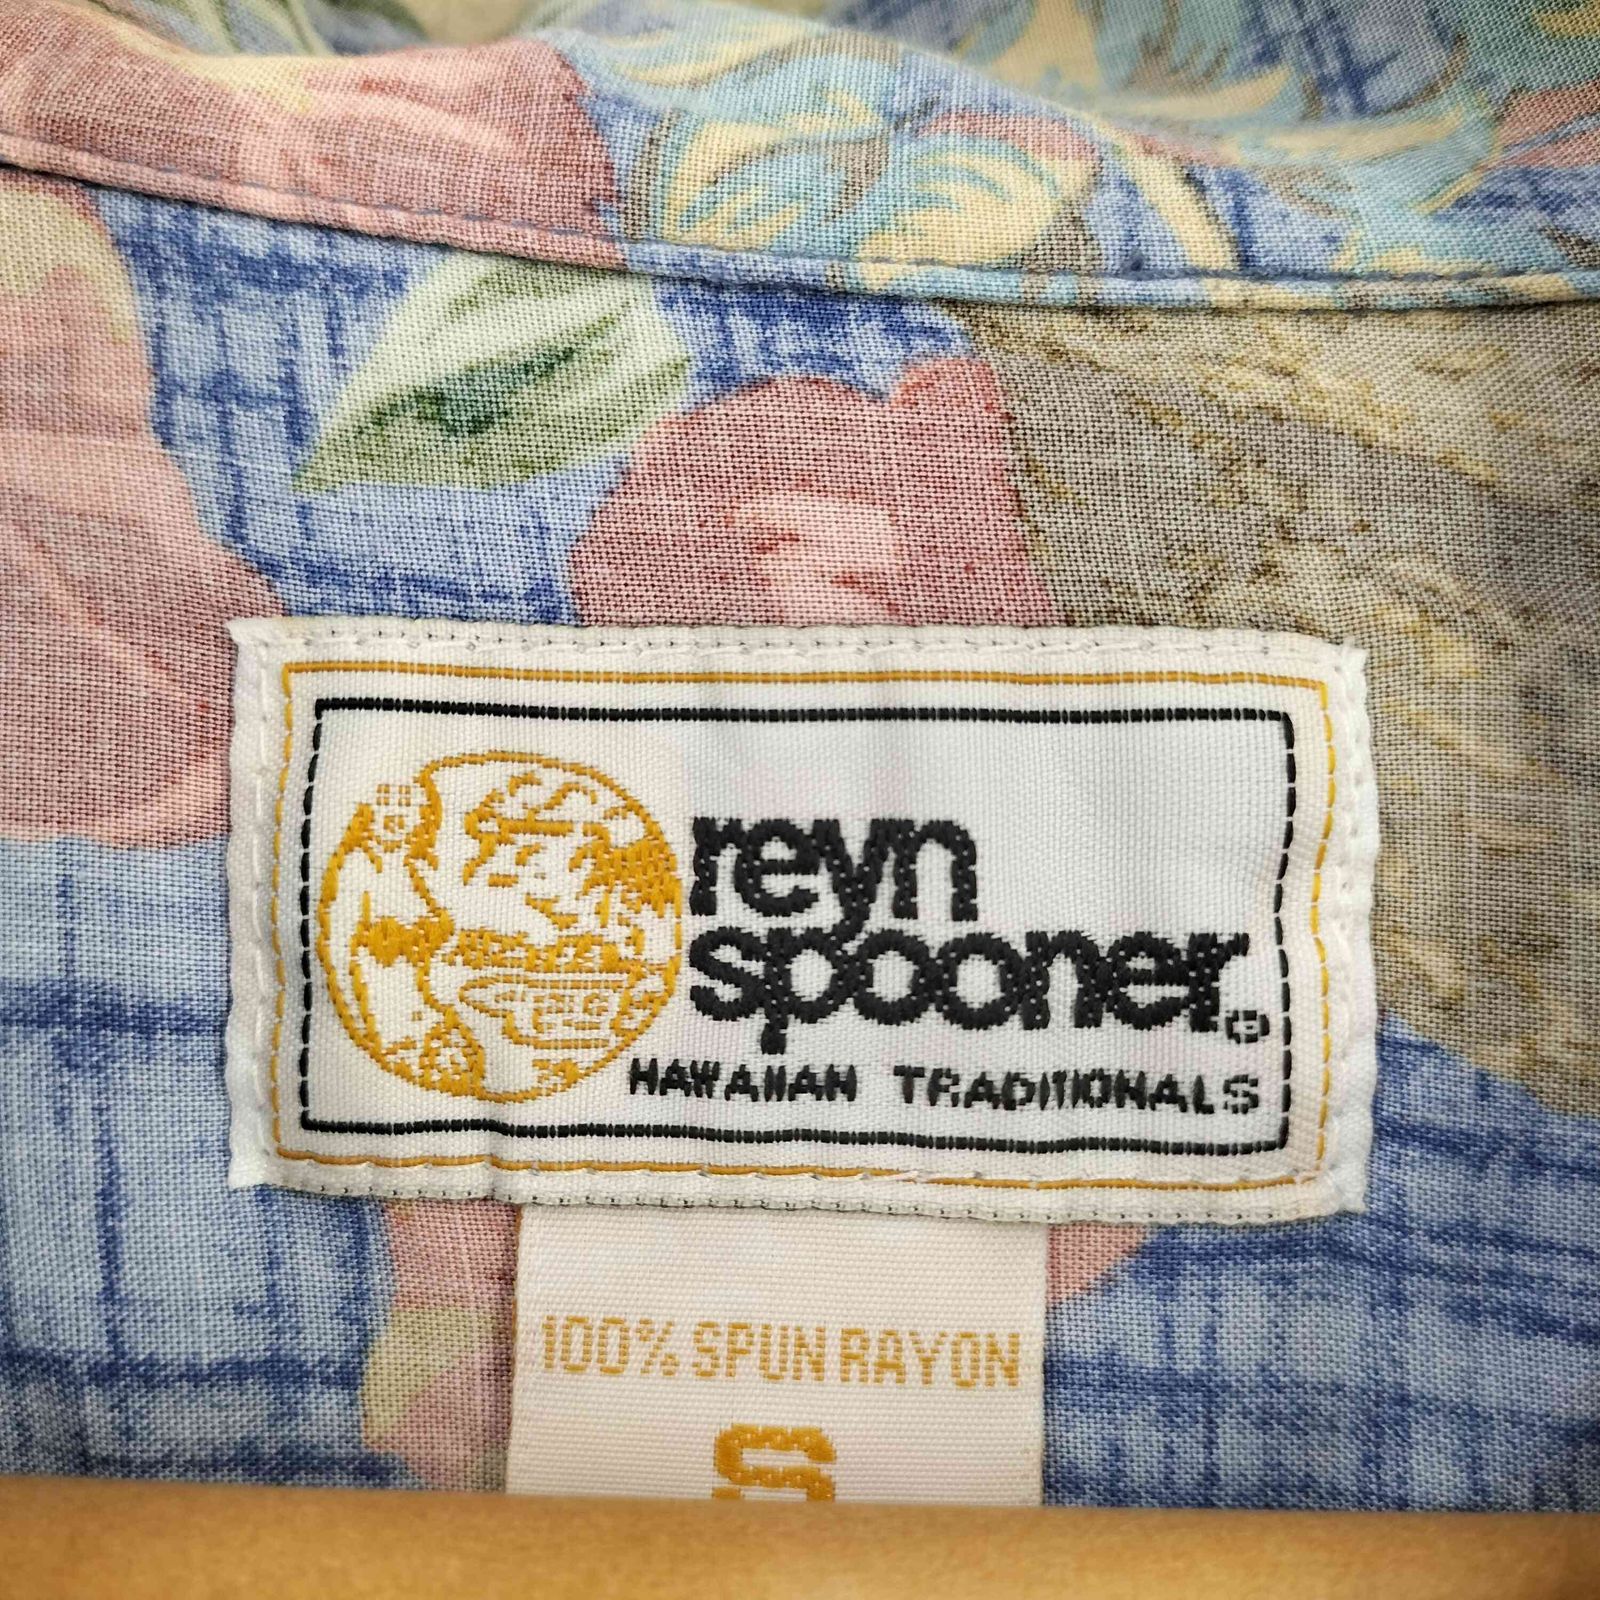 reyn
spooner®
HAWAIIAN TRADITIONALS
100% SPUN RAYON
S